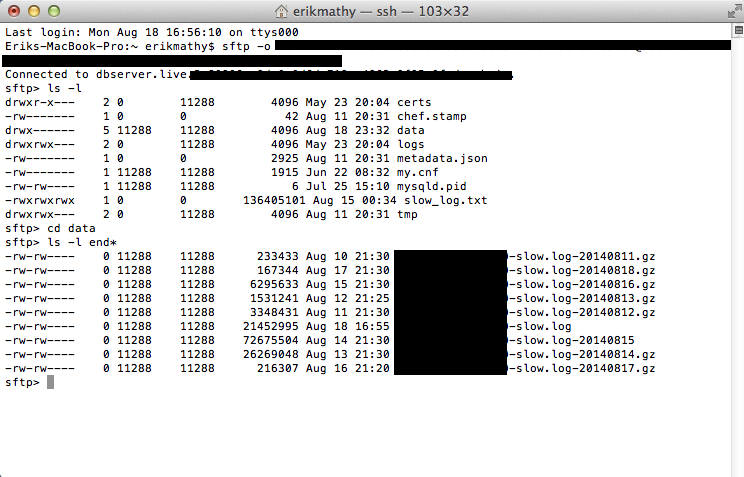 erikmathy — ssh — 103×32
Last login: Mon Aug 18 16:56:10 on ttys000
Eriks-MacBook-Pro:~ erikmathy$ sftp -o
Connected to dbserver.live.
sftp> ls -l
drwxr-x--- 2 0 11288 4096 May 23 20:04 certs
-rw------- 1 0 0 42 Aug 11 20:31 chef.stamp
drwx------ 5 11288 11288 4096 Aug 18 23:32 data
drwxrwx--- 2 0 11288 4096 May 23 20:04 logs
-rw------- 1 0 0 2925 Aug 11 20:31 metadata.json
-rw------- 1 11288 11288 1915 Jun 22 08:32 my.cnf
-rw-rw---- 1 11288 11288 6 Jul 25 15:10 mysqld.pid
-rwxrwxrwx 1 0 0 136405101 Aug 15 00:34 slow_log.txt
drwxrwx--- 2 0 11288 4096 Aug 11 20:31 tmp
sftp> cd data
sftp> ls -l end*
-rw-rw---- 0 11288 11288 233433 Aug 10 21:30 -slow.log-20140811.gz
-rw-rw---- 0 11288 11288 167344 Aug 17 21:30 -slow.log-20140818.gz
-rw-rw---- 0 11288 11288 6295633 Aug 15 21:30 -slow.log-20140816.gz
-rw-rw---- 0 11288 11288 1531241 Aug 12 21:25 -slow.log-20140813.gz
-rw-rw---- 0 11288 11288 3348431 Aug 11 21:30 -slow.log-20140812.gz
-rw-rw---- 0 11288 11288 21452995 Aug 18 16:55 -slow.log
-rw-rw---- 0 11288 11288 72675504 Aug 14 21:30 -slow.log-20140815
-rw-rw---- 0 11288 11288 26269048 Aug 13 21:30 -slow.log-20140814.gz
-rw-rw---- 0 11288 11288 216307 Aug 16 21:20 -slow.log-20140817.gz
sftp>